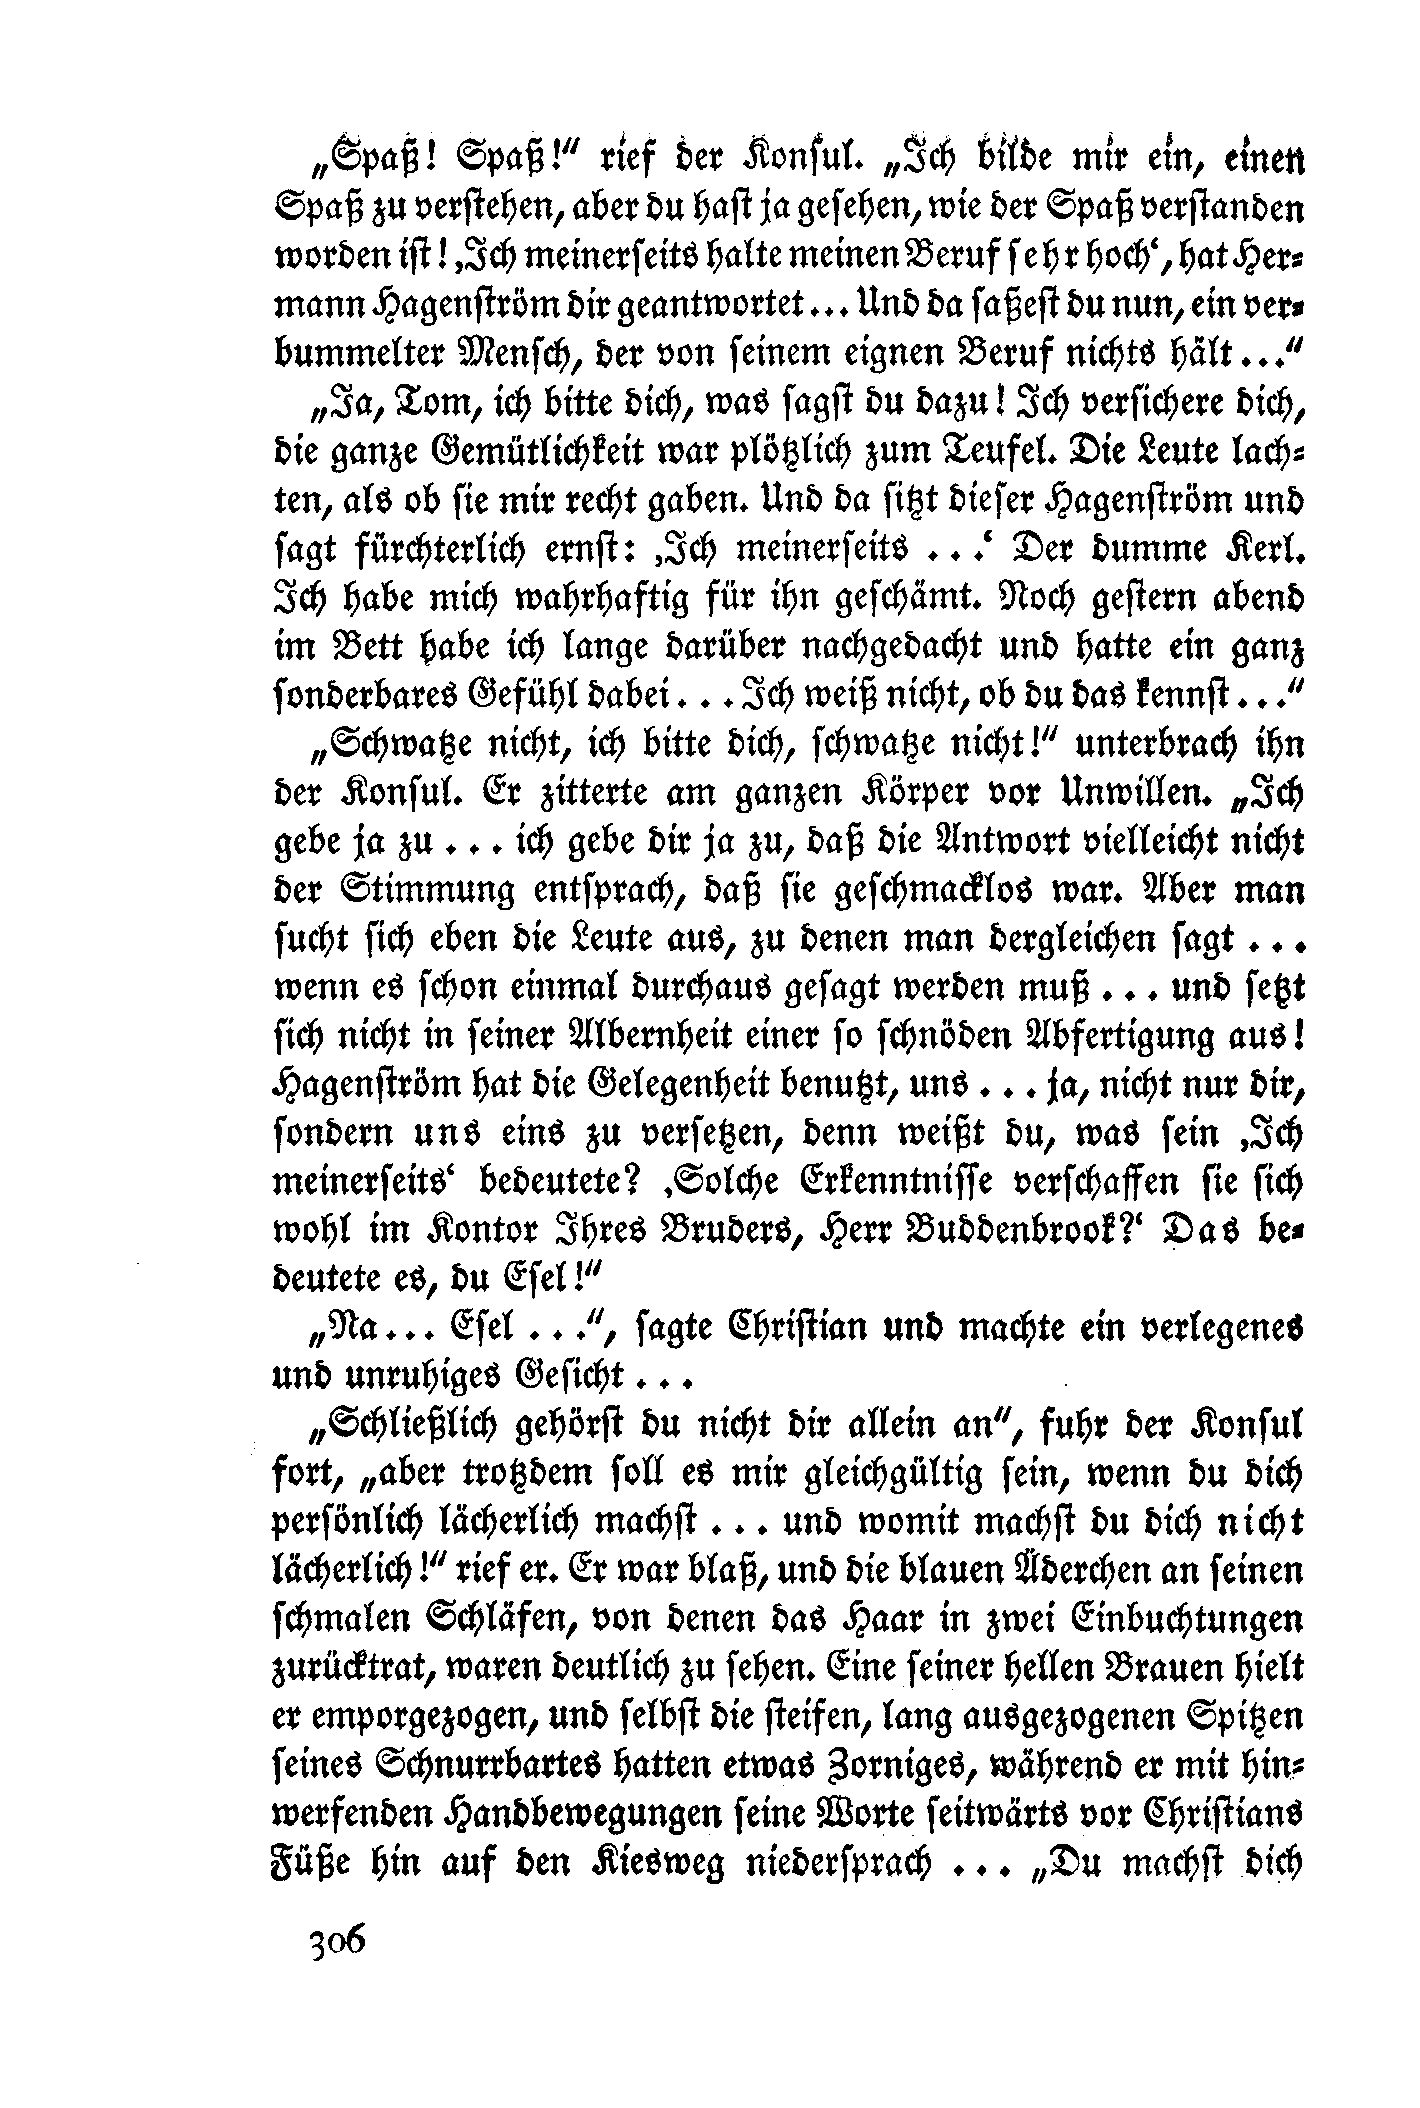 „Spaß! Spaß!“ rief der Konsul. „Ich bilde mir ein, einen
Spaß zu verstehen, aber du hast ja gesehen, wie der Spaß verstanden
worden ist! ‚Ich meinerseits halte meinen Beruf sehr hoch‘, hat Her-
mann Hagenström dir geantwortet... Und da saßest du nun, ein ver-
bummelter Mensch, der von seinem eignen Beruf nichts hält...“
„Ja, Tom, ich bitte dich, was sagst du dazu! Ich versichere dich,
die ganze Gemütlichkeit war plötzlich zum Teufel. Die Leute lach-
ten, als ob sie mir recht gaben. Und da sitzt dieser Hagenström und
sagt fürchterlich ernst: ‚Ich meinerseits ...‘ Der dumme Kerl.
Ich habe mich wahrhaftig für ihn geschämt. Noch gestern abend
im Bett habe ich lange darüber nachgedacht und hatte ein ganz
sonderbares Gefühl dabei... Ich weiß nicht, ob du das kennst...“
„Schwatze nicht, ich bitte dich, schwatze nicht!“ unterbrach ihn
der Konsul. Er zitterte am ganzen Körper vor Unwillen. „Ich
gebe ja zu ... ich gebe dir ja zu, daß die Antwort vielleicht nicht
der Stimmung entsprach, daß sie geschmacklos war. Aber man
sucht sich eben die Leute aus, zu denen man dergleichen sagt ...
wenn es schon einmal durchaus gesagt werden muß ... und setzt
sich nicht in seiner Albernheit einer so schnöden Abfertigung aus!
Hagenström hat die Gelegenheit benutzt, uns ... ja, nicht nur dir,
sondern uns eins zu versetzen, denn weißt du, was sein ‚Ich
meinerseits‘ bedeutete? ‚Solche Erkenntnisse verschaffen sie sich
wohl im Kontor Ihres Bruders, Herr Buddenbrook?‘ Das be-
deutete es, du Esel!“
„Na... Esel ...“, sagte Christian und machte ein verlegenes
und unruhiges Gesicht ...
„Schließlich gehörst du nicht dir allein an“, fuhr der Konsul
fort, „aber trotzdem soll es mir gleichgültig sein, wenn du dich
persönlich lächerlich machst ... und womit machst du dich nicht
lächerlich!“ rief er. Er war blaß, und die blauen Äderchen an seinen
schmalen Schläfen, von denen das Haar in zwei Einbuchtungen
zurücktrat, waren deutlich zu sehen. Eine seiner hellen Brauen hielt
er emporgezogen, und selbst die steifen, lang ausgezogenen Spitzen
seines Schnurrbartes hatten etwas Zorniges, während er mit hin-
werfenden Handbewegungen seine Worte seitwärts vor Christians
Füße hin auf den Kiesweg niedersprach ... „Du machst dich
306